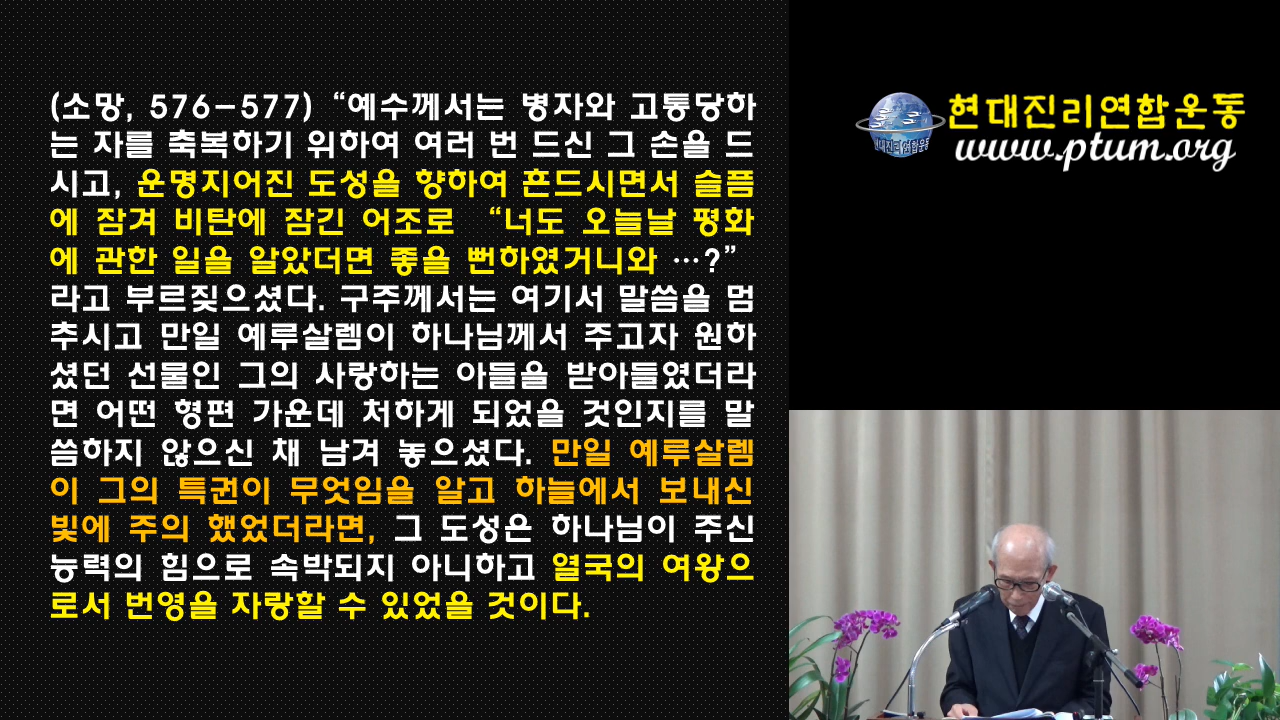 (소망, 576-577) “예수께서는 병자와 고통당하
는 자를 축복하기 위하여 여러 번 드신 그 손을 드
시고, 운명지어진 도성을 향하여 흔드시면서 슬픔
에 잠겨 비탄에 잠긴 어조로 “너도 오늘날 평화
에 관한 일을 알았더면 좋을 뻔하였거니와 …?”
라고 부르짖으셨다. 구주께서는 여기서 말씀을 멈
추시고 만일 예루살렘이 하나님께서 주고자 원하
셨던 선물인 그의 사랑하는 아들을 받아들였더라
면 어떤 형편 가운데 처하게 되었을 것인지를 말
씀하지 않으신 채 남겨 놓으셨다. 만일 예루살렘
이 그의 특권이 무엇임을 알고 하늘에서 보내신
빛에 주의 했었더라면, 그 도성은 하나님이 주신
능력의 힘으로 속박되지 아니하고 열국의 여왕으
로서 번영을 자랑할 수 있었을 것이다.
현대진리연합운동
www.ptum.org
현대진리연합운동